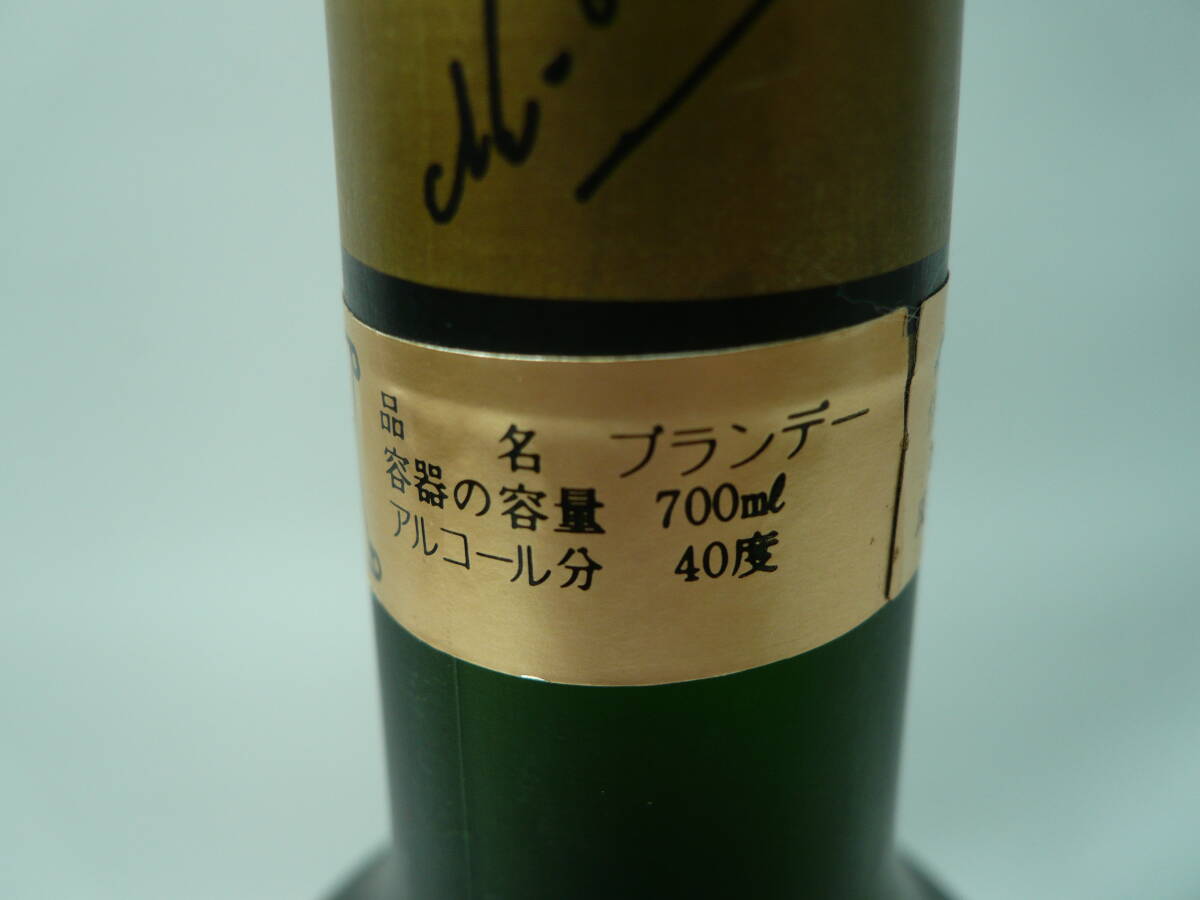 品 名 ブランデー
容器の容量 700㎖
アルコール分 40度